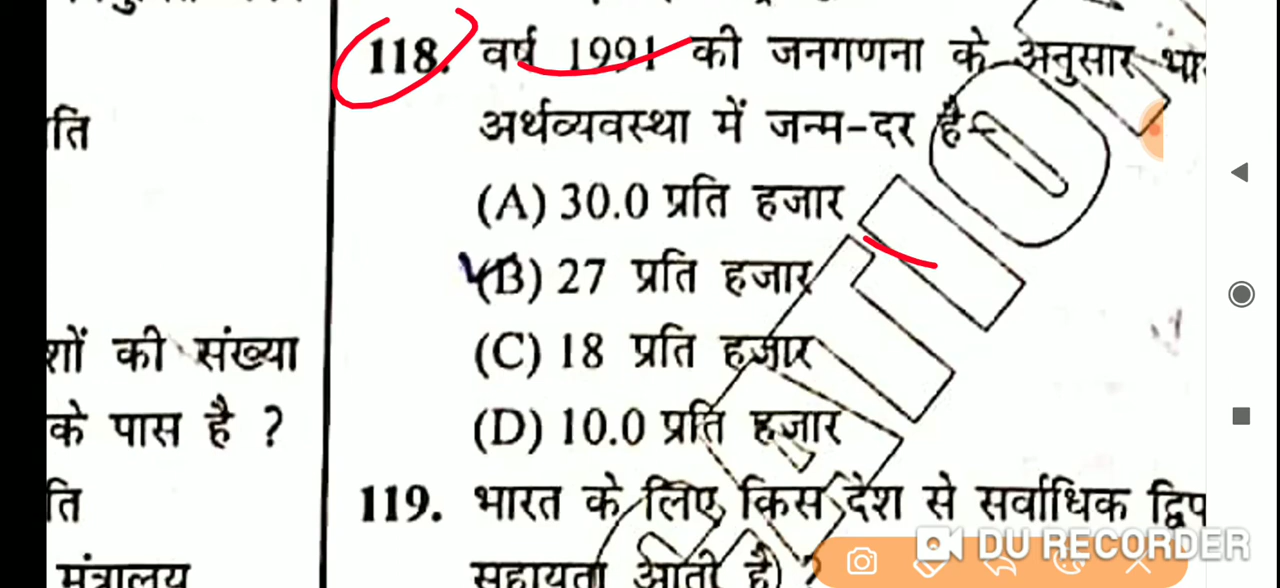 ति
शों की संख्या
के पास है ?
ति
मंत्रालय
118. वर्ष 1991 की जनगणना के अनुसार भा
अर्थव्यवस्था में जन्म-दर है-
(A) 30.0 प्रति हजार
(B) 27 प्रति हजार
(C) 18 प्रति हजार
(D) 10.0 प्रति हजार
119. भारत के लिए किस देश से सर्वाधिक द्विप
सहायता आती है ?
DU RECORDER